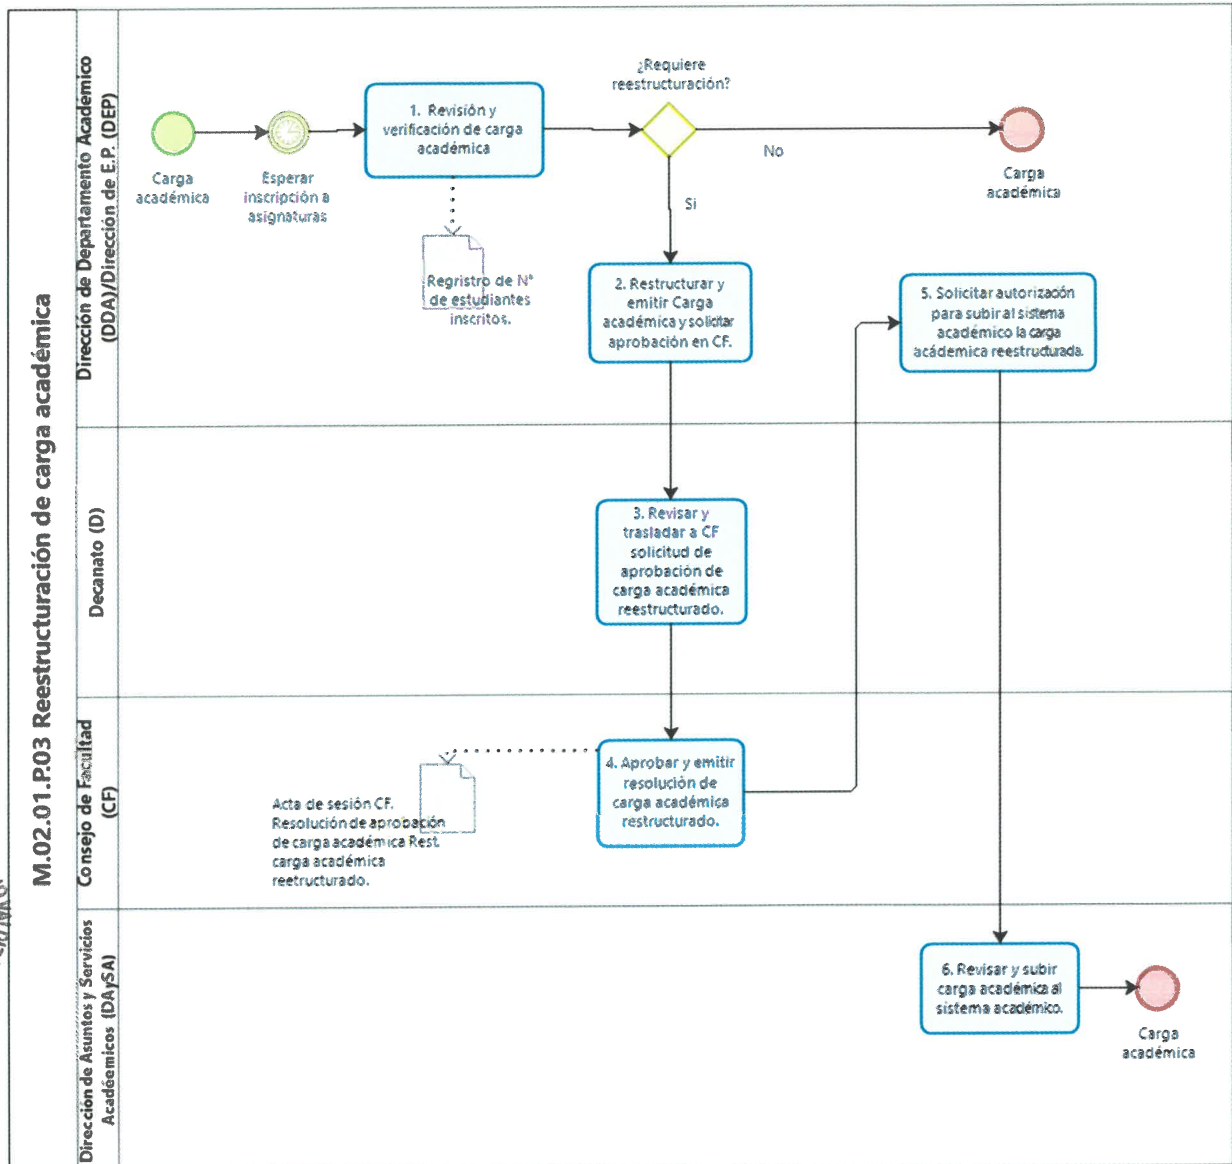 M.02.01.P.03 Reestructuración de carga académica
Dirección de Departamento Académico
(DDA)/Dirección de E.P. (DEP)
Carga
académica
Esperar
inscripción a
asignaturas
1. Revisión y
verificación de carga
académica
Regristro de N°
de estudiantes
inscritos.
¿Requiere
reestructuración?
No
Si
Carga
académica
2. Restructurar y
emitir Carga
académica y solicitar
aprobación en CF.
5. Solicitar autorización
para subir al sistema
académico la carga
acádemica reestructurada.
Decanato (D)
3. Revisar y
trasladar a CF
solicitud de
aprobación de
carga académica
reestructurado.
Consejo de Facultad
(CF)
4. Aprobar y emitir
resolución de
carga académica
restructurado.
Acta de sesión CF.
Resolución de aprobación
de carga académica Rest.
carga académica
reetructurado.
Dirección de Asuntos y Servicios
Académicos (DAySA)
6. Revisar y subir
carga académica al
sistema académico.
Carga
académica